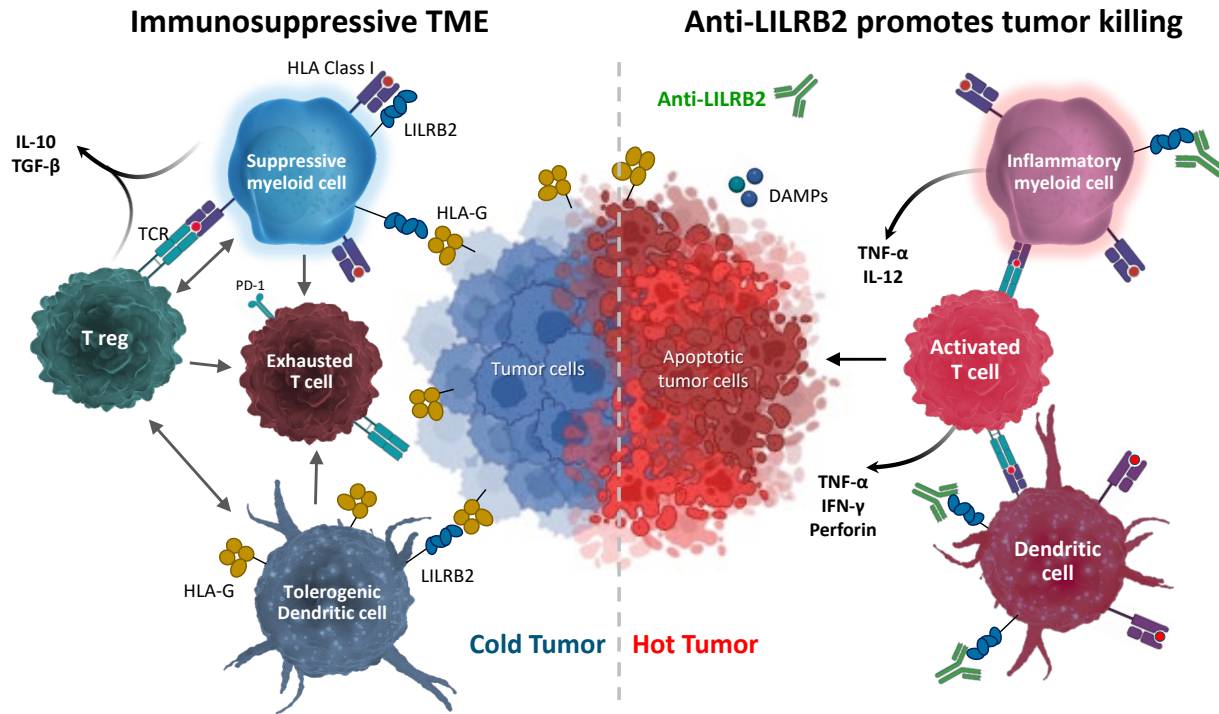 Immunosuppressive TME
HLA Class I
LILRB2
IL-10
TGF-β
Suppressive
myeloid cell
TCR
HLA-G
T reg
PD-1
Exhausted
T cell
Tumor cells
HLA-G
LILRB2
Tolerogenic
Dendritic cell
Cold Tumor
Anti-LILRB2 promotes tumor killing
Anti-LILRB2
DAMPs
Inflammatory
myeloid cell
TNF-α
IL-12
Apoptotic
tumor cells
Activated
T cell
TNF-α
IFN-γ
Perforin
Dendritic
cell
Hot Tumor